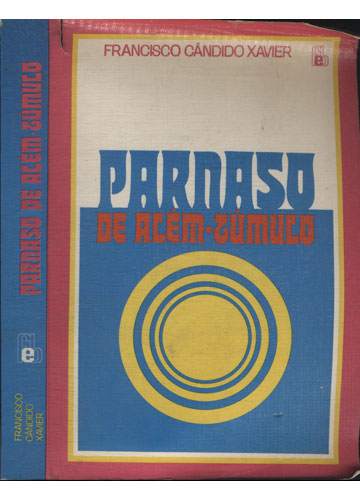 FRANCISCO CÂNDIDO XAVIER
PARNASO
DE ALÉM-TÚMULO
PARNASO DE ALÉM-TÚMULO
FRANCISCO
CÂNDIDO
XAVIER